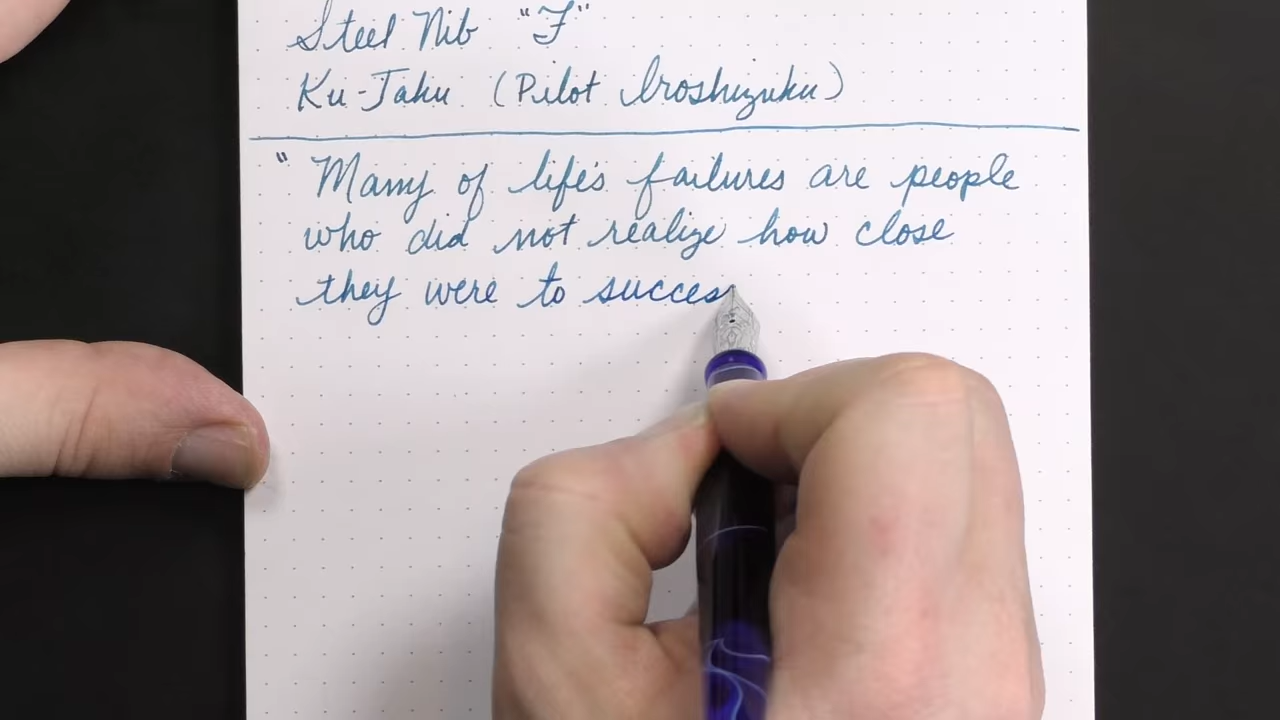 Steel Nib "F"
Ku-Jaku (Pilot Iroshizuku)
"Many of life's failures are people
who did not realize how close
they were to succes